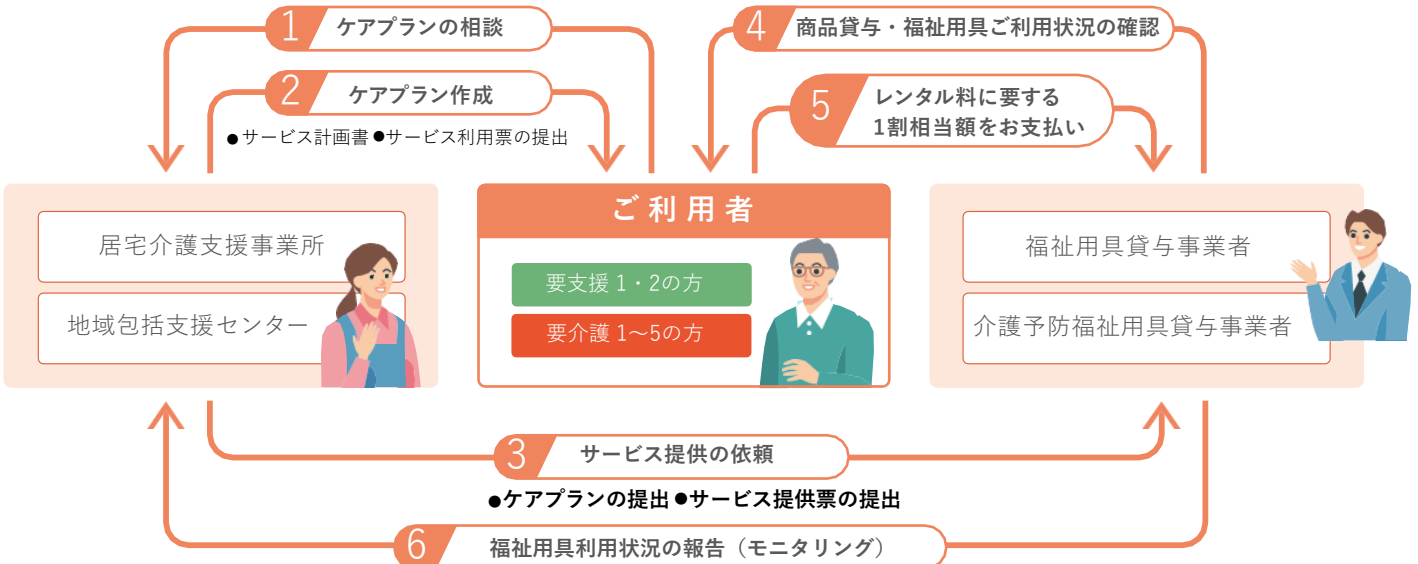 1 ケアプランの相談
2 ケアプラン作成
●サービス計画書●サービス利用票の提出
4 商品貸与・福祉用具ご利用状況の確認
5 レンタル料に要する
1割相当額をお支払い
居宅介護支援事業所
地域包括支援センター
ご利用者
要支援 1・2の方
要介護 1〜5の方
福祉用具貸与事業者
介護予防福祉用具貸与事業者
3 サービス提供の依頼
●ケアプランの提出●サービス提供票の提出
6 福祉用具利用状況の報告（モニタリング）